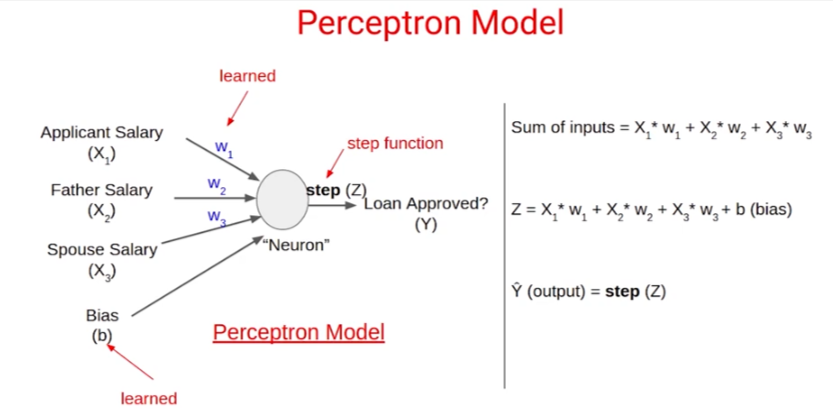 Perceptron Model
learned
Applicant Salary
(X₁)
w₁
step function
Father Salary
(X₂)
w₂
step (Z)
Loan Approved?
(Y)
w₃
Spouse Salary
(X₃)
"Neuron"
Bias
(b)
Perceptron Model
learned
Sum of inputs = X₁* w₁ + X₂* w₂ + X₃* w₃
Z = X₁* w₁ + X₂* w₂ + X₃* w₃ + b (bias)
Ŷ (output) = step (Z)